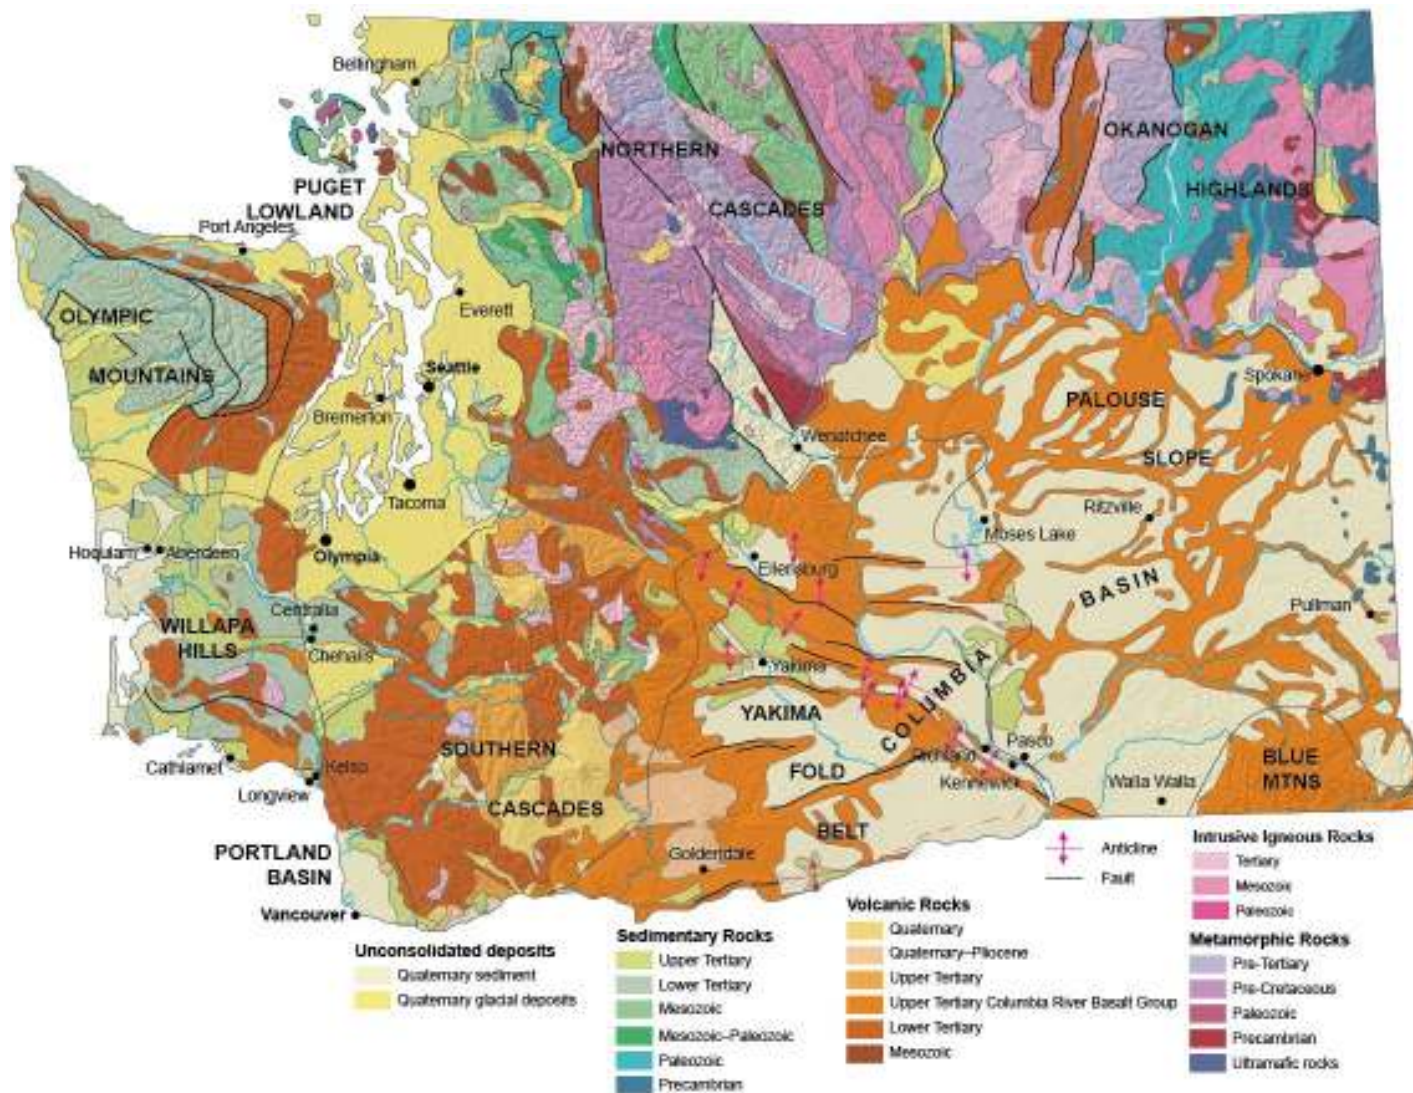 Bellingham
NORTHERN
OKANOGAN
PUGET
LOWLAND
CASCADES
HIGHLANDS
Port Angeles
Everett
OLYMPIC
MOUNTAINS
Seattle
Spokane
Bremerton
PALOUSE
Wenatchee
SLOPE
Tacoma
Ritzville
Moses Lake
Hoquiam
Aberdeen
Olympia
Ellensburg
BASIN
Centralia
Pullman
WILLAPA
HILLS
Chehalis
Yakima
COLUMBIA
YAKIMA
SOUTHERN
Pasco
Richland
BLUE
MTNS
Cathlamet
Kelso
FOLD
Kennewick
Longview
Walla Walla
CASCADES
BELT
PORTLAND
BASIN
Goldendale
Vancouver
Anticline
Fault
Unconsolidated deposits
Quaternary sediment
Quaternary glacial deposits
Sedimentary Rocks
Upper Tertiary
Lower Tertiary
Mesozoic
Mesozoic–Paleozoic
Paleozoic
Precambrian
Volcanic Rocks
Quaternary
Quaternary–Pliocene
Upper Tertiary
Upper Tertiary Columbia River Basalt Group
Lower Tertiary
Mesozoic
Intrusive Igneous Rocks
Tertiary
Mesozoic
Paleozoic
Metamorphic Rocks
Pre-Tertiary
Pre-Cretaceous
Paleozoic
Precambrian
Ultramafic rocks